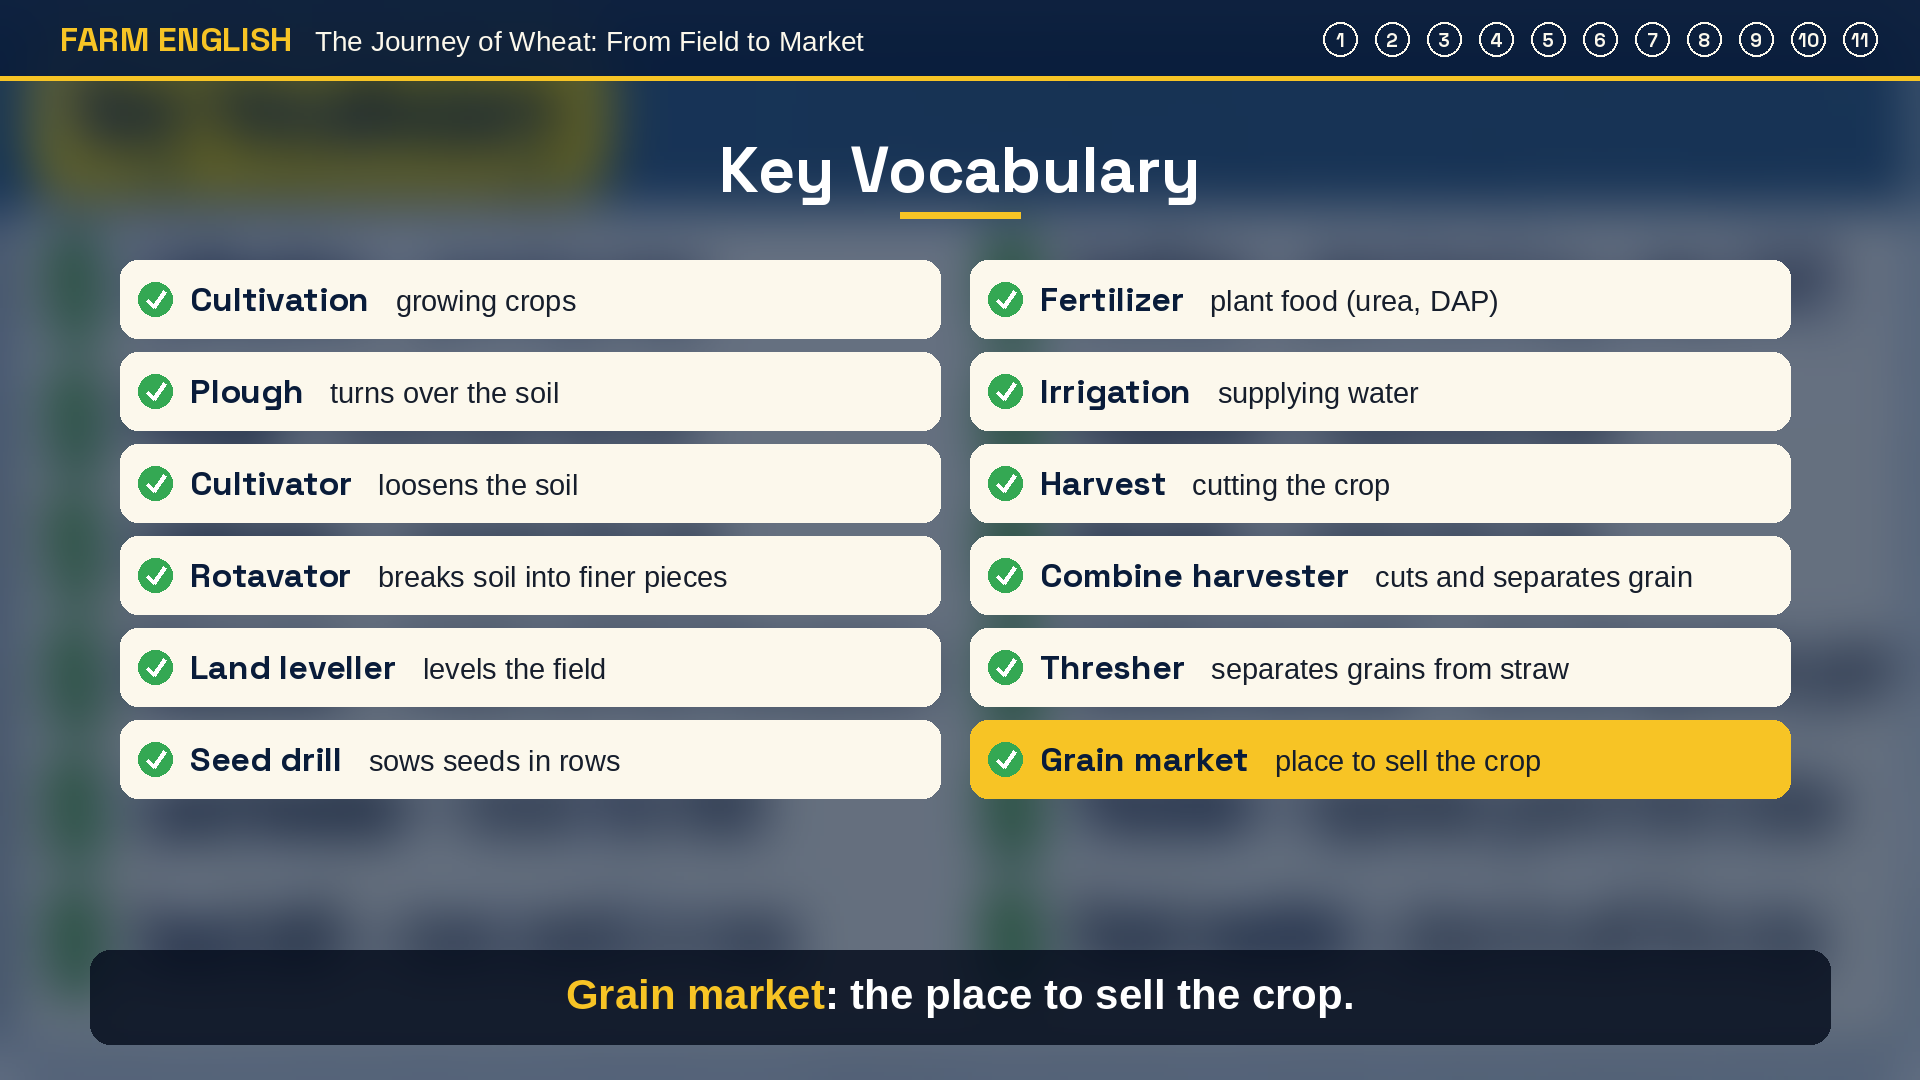 FARM ENGLISH The Journey of Wheat: From Field to Market 1 2 3 4 5 6 7 8 9 10 11
Key Vocabulary
Cultivation growing crops
Plough turns over the soil
Cultivator loosens the soil
Rotavator breaks soil into finer pieces
Land leveller levels the field
Seed drill sows seeds in rows
Fertilizer plant food (urea, DAP)
Irrigation supplying water
Harvest cutting the crop
Combine harvester cuts and separates grain
Thresher separates grains from straw
Grain market place to sell the crop
Grain market: the place to sell the crop.